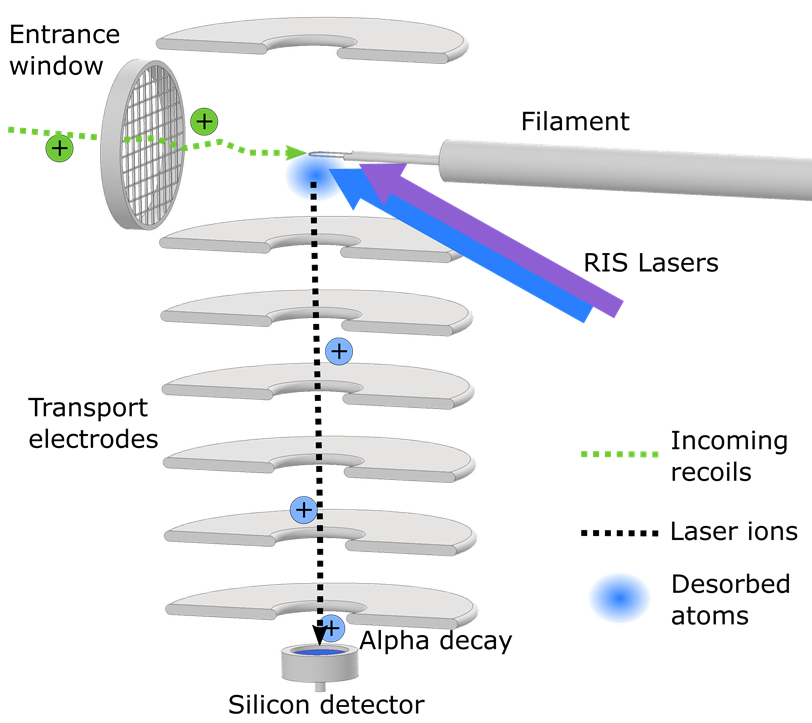 Entrance
window
Filament
RIS Lasers
Transport
electrodes
Incoming
recoils
Laser ions
Desorbed
atoms
Alpha decay
Silicon detector